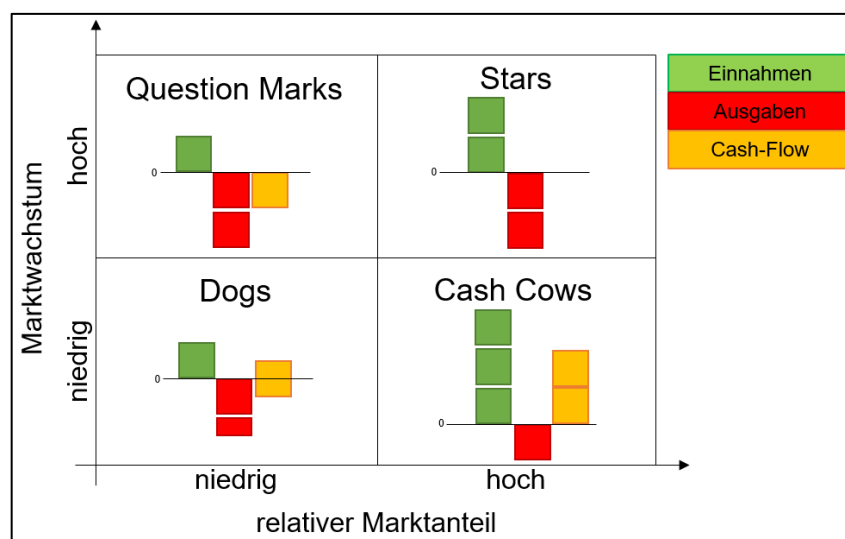 Question Marks
Stars
Einnahmen
Ausgaben
Cash-Flow
0
0
hoch
Marktwachstum
Dogs
Cash Cows
niedrig
0
0
niedrig
hoch
relativer Marktanteil